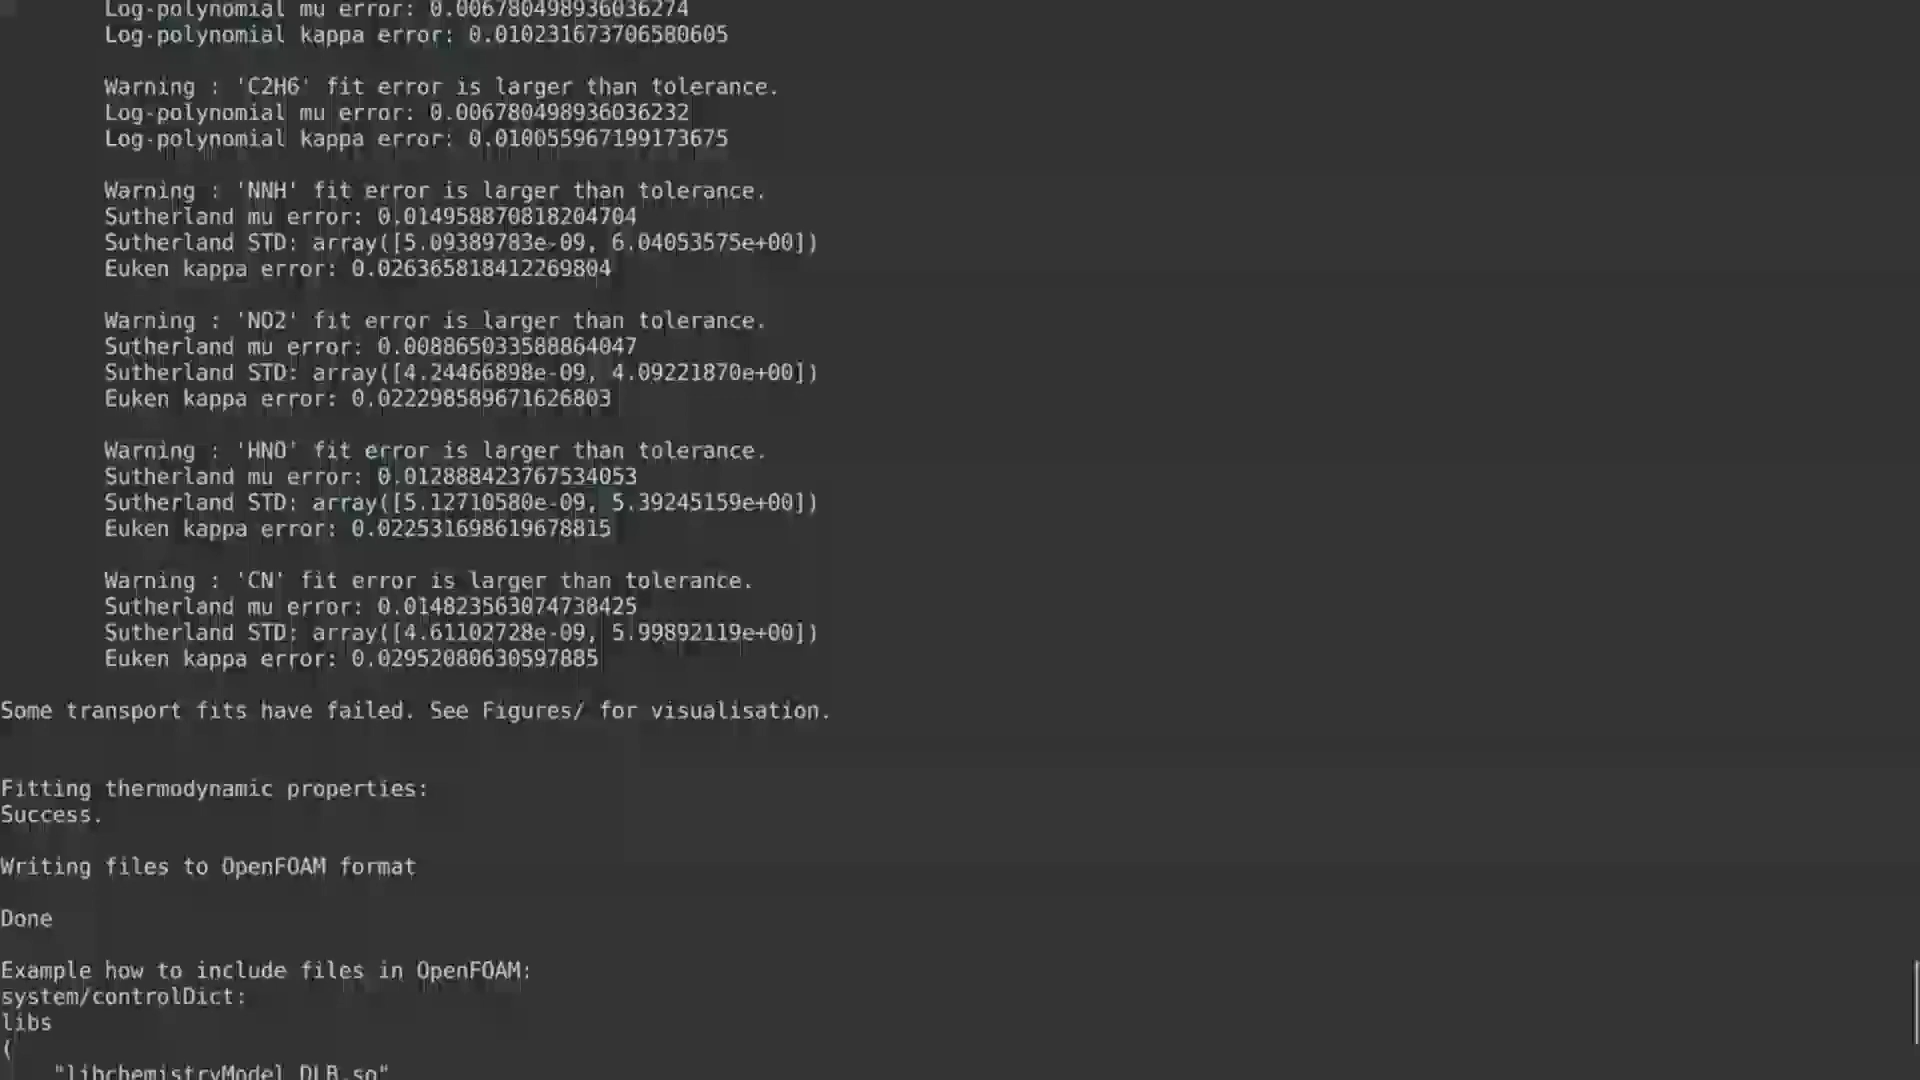 Log-polynomial mu error: 0.006780498936036274
Log-polynomial kappa error: 0.010231673706580605
Warning : 'C2H6' fit error is larger than tolerance.
Log-polynomial mu error: 0.006780498936036232
Log-polynomial kappa error: 0.010055967199173675
Warning : 'NNH' fit error is larger than tolerance.
Sutherland mu error: 0.014958870818204704
Sutherland STD: array([5.09389783e-09, 6.04053575e+00])
Euken kappa error: 0.026365818412269804
Warning : 'NO2' fit error is larger than tolerance.
Sutherland mu error: 0.008865033588864047
Sutherland STD: array([4.24466898e-09, 4.09221870e+00])
Euken kappa error: 0.022298589671626803
Warning : 'HNO' fit error is larger than tolerance.
Sutherland mu error: 0.012888423767534053
Sutherland STD: array([5.12710580e-09, 5.39245159e+00])
Euken kappa error: 0.022531698619678815
Warning : 'CN' fit error is larger than tolerance.
Sutherland mu error: 0.014823563074738425
Sutherland STD: array([4.61102728e-09, 5.99892119e+00])
Euken kappa error: 0.02952080630597885
Some transport fits have failed. See Figures/ for visualisation.
Fitting thermodynamic properties:
Success.
Writing files to OpenFOAM format
Done
Example how to include files in OpenFOAM:
system/controlDict:
libs
(
"libchemistryModel_DLB.so"